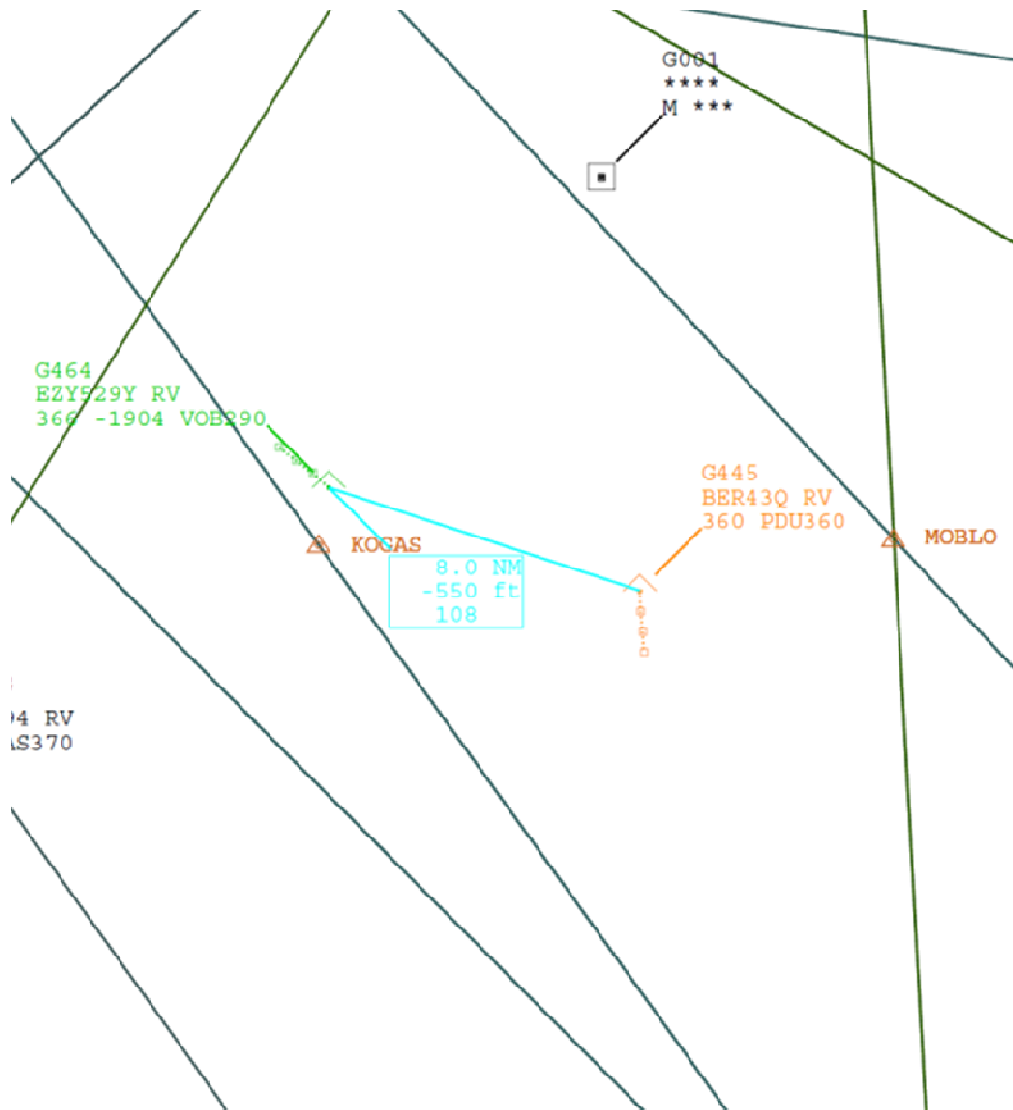 G001
****
M ***
G464
EZY529Y RV
366 -1904 VOB290
G445
BER43Q RV
360 PDU360
KOGAS
MOBLO
8.0 NM
-550 ft
108
94 RV
AS370